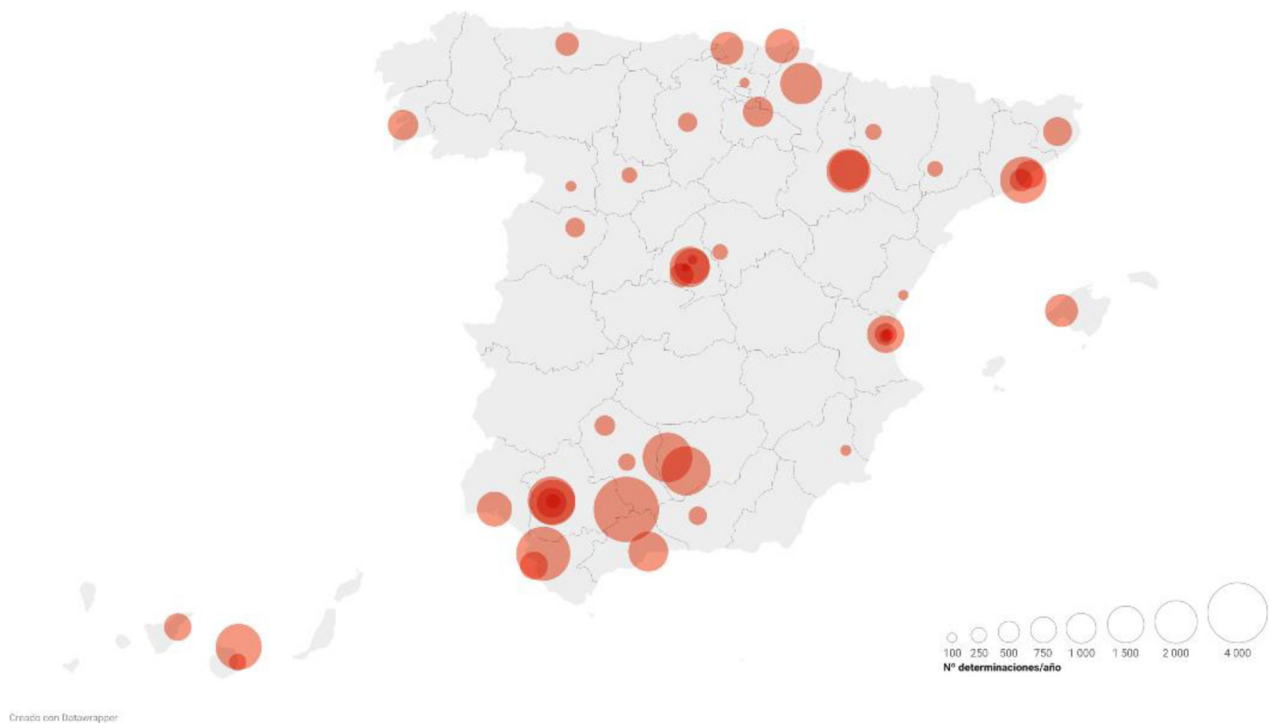 100 250 500 750 1 000 1 500 2 000 4 000
Nº determinaciones/año
Creado con Datawrapper